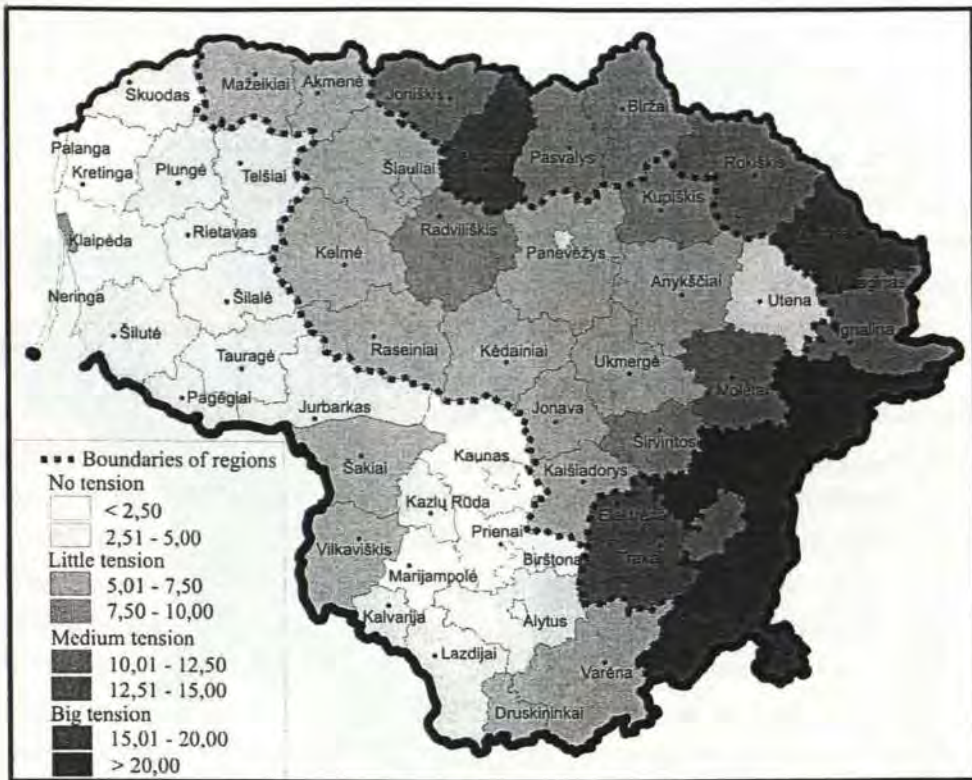 Skuodas
Mažeikiai
Akmenė
Joniškis
Birža
Palanga
Kretinga
Plungė
Telšiai
Šiauliai
Pasvalys
Rokiškis
Kupiškis
Klaipėda
Rietavas
Kelmė
Radviliškis
Panevėžys
Anykščiai
Utena
Ignalina
Neringa
Šilalė
Šilutė
Tauragė
Raseiniai
Kėdainiai
Ukmergė
Molėtai
Pagėgiai
Jurbarkas
Jonava
Širvintos
Kaunas
Šakiai
Kaišiadorys
Kazlų Rūda
Prienai
Vilkaviškis
Birštona
Trakai
Marijampolė
Kalvarija
Alytus
Lazdijai
Varėna
Druskininkai
Boundaries of regions
No tension
< 2,50
2,51 - 5,00
Little tension
5,01 - 7,50
7,50 - 10,00
Medium tension
10,01 - 12,50
12,51 - 15,00
Big tension
15,01 - 20,00
> 20,00